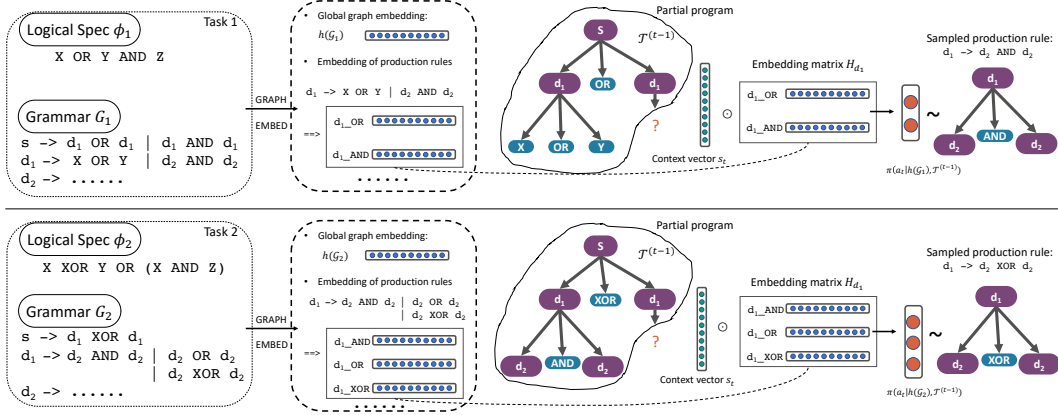 Logical Spec ϕ₁
Task 1
X OR Y AND Z
Grammar G₁
s -> d₁ OR d₁ | d₁ AND d₁
d₁ -> X OR Y | d₂ AND d₂
d₂ -> ......
GRAPH
EMBED
• Global graph embedding:
h(𝒢₁)
• Embedding of production rules
d₁ -> X OR Y | d₂ AND d₂
==>
d₁_OR
d₁_AND
......
Partial program
𝒯^(t−1)
S
d₁
OR
d₁
?
X
OR
Y
Context vector s_t
⊙
Embedding matrix H_d₁
d₁_OR
d₁_AND
~
π(a_t|h(𝒢₁),𝒯^(t−1))
Sampled production rule:
d₁ -> d₂ AND d₂
d₁
AND
d₂
d₂
Logical Spec ϕ₂
Task 2
X XOR Y OR (X AND Z)
Grammar G₂
s -> d₁ XOR d₁
d₁ -> d₂ AND d₂ | d₂ OR d₂
| d₂ XOR d₂
d₂ -> ......
GRAPH
EMBED
• Global graph embedding:
h(𝒢₂)
• Embedding of production rules
d₁ -> d₂ AND d₂ | d₂ OR d₂
| d₂ XOR d₂
==>
d₁_AND
d₁_OR
d₁_XOR
......
Partial program
𝒯^(t−1)
S
d₁
XOR
d₁
?
d₂
AND
d₂
Context vector s_t
⊙
Embedding matrix H_d₁
d₁_AND
d₁_OR
d₁_XOR
~
π(a_t|h(𝒢₂),𝒯^(t−1))
Sampled production rule:
d₁ -> d₂ XOR d₂
d₁
XOR
d₂
d₂